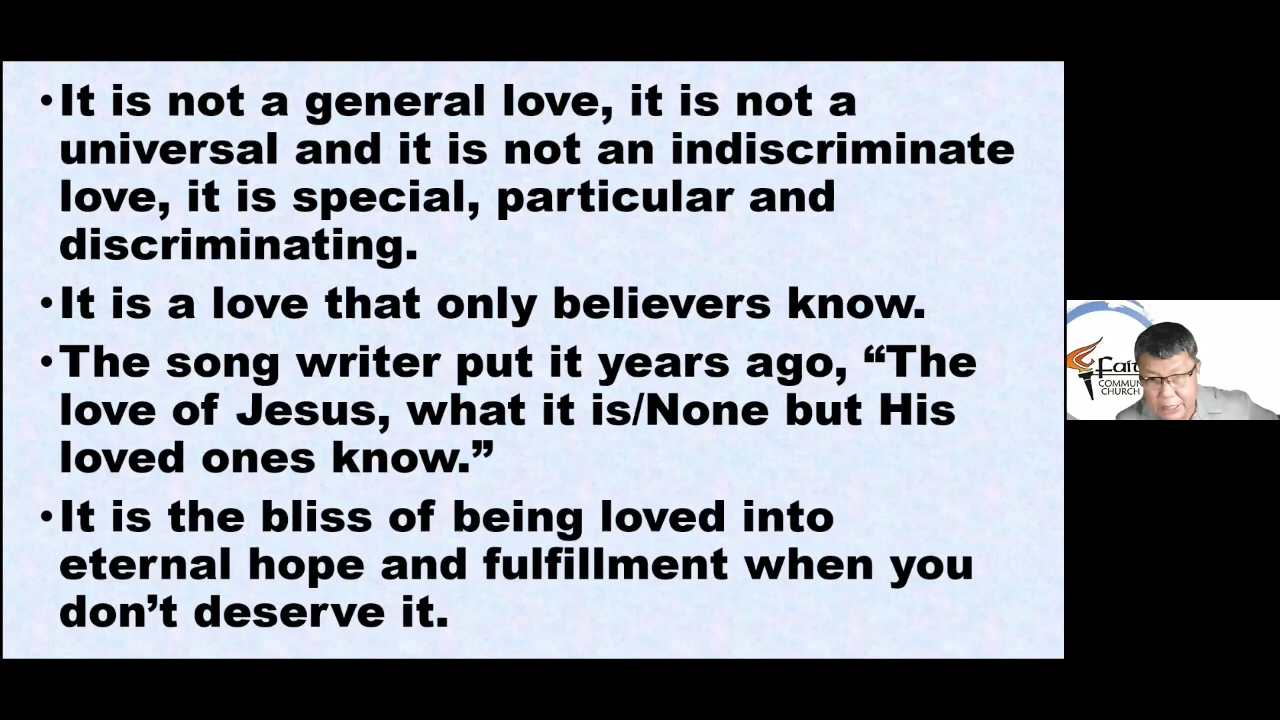 •It is not a general love, it is not a
universal and it is not an indiscriminate
love, it is special, particular and
discriminating.
•It is a love that only believers know.
•The song writer put it years ago, “The
love of Jesus, what it is/None but His
loved ones know.”
•It is the bliss of being loved into
eternal hope and fulfillment when you
don’t deserve it.
Fait
COMMUN
CHURCH